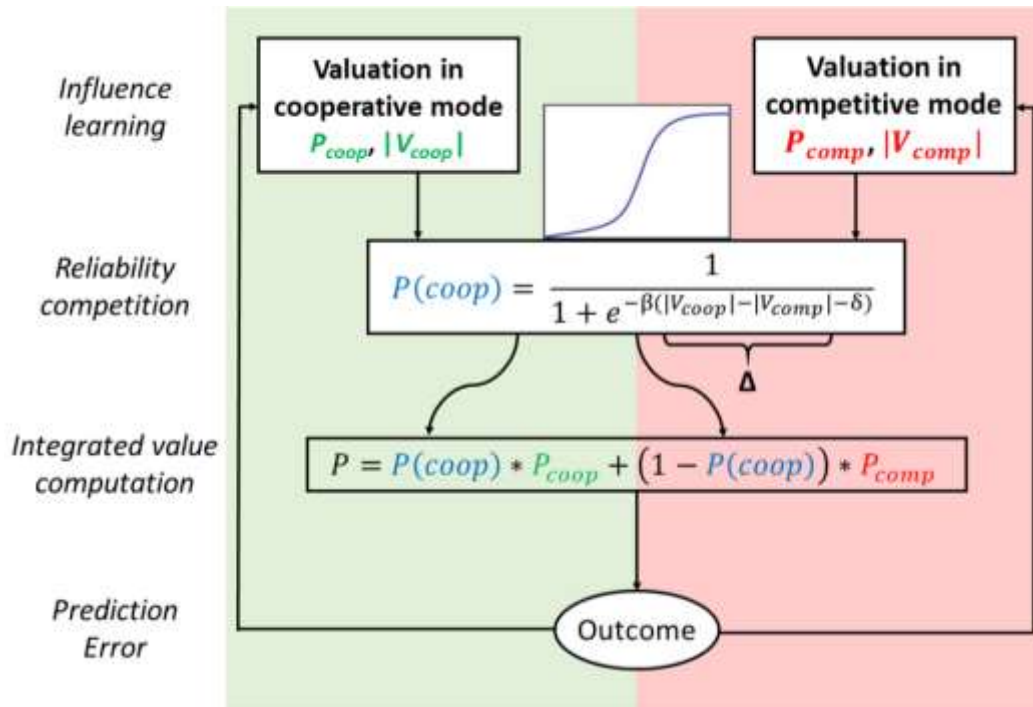 Influence
learning
Valuation in
cooperative mode
P_coop, |V_coop|
Valuation in
competitive mode
P_comp, |V_comp|
Reliability
competition
P(coop) = 1 / (1 + e^{−β(|V_coop|−|V_comp|−δ)})
Δ
Integrated value
computation
P = P(coop) * P_coop + (1 − P(coop)) * P_comp
Prediction
Error
Outcome